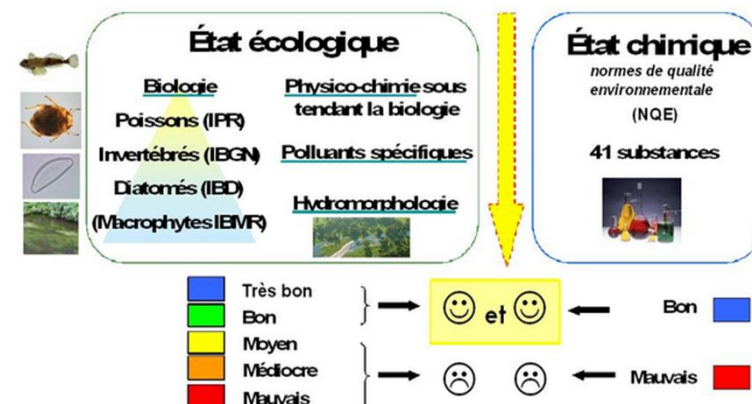 État écologique
Biologie
Poissons (IPR)
Invertébrés (IBGN)
Diatomés (IBD)
(Macrophytes IBMR)
Physico-chimie sous
tendant la biologie
Polluants spécifiques
Hydromorphologie
État chimique
normes de qualité
environnementale
(NQE)
41 substances
Très bon
Bon
Moyen
Médiocre
Mauvais
et
Bon
Mauvais